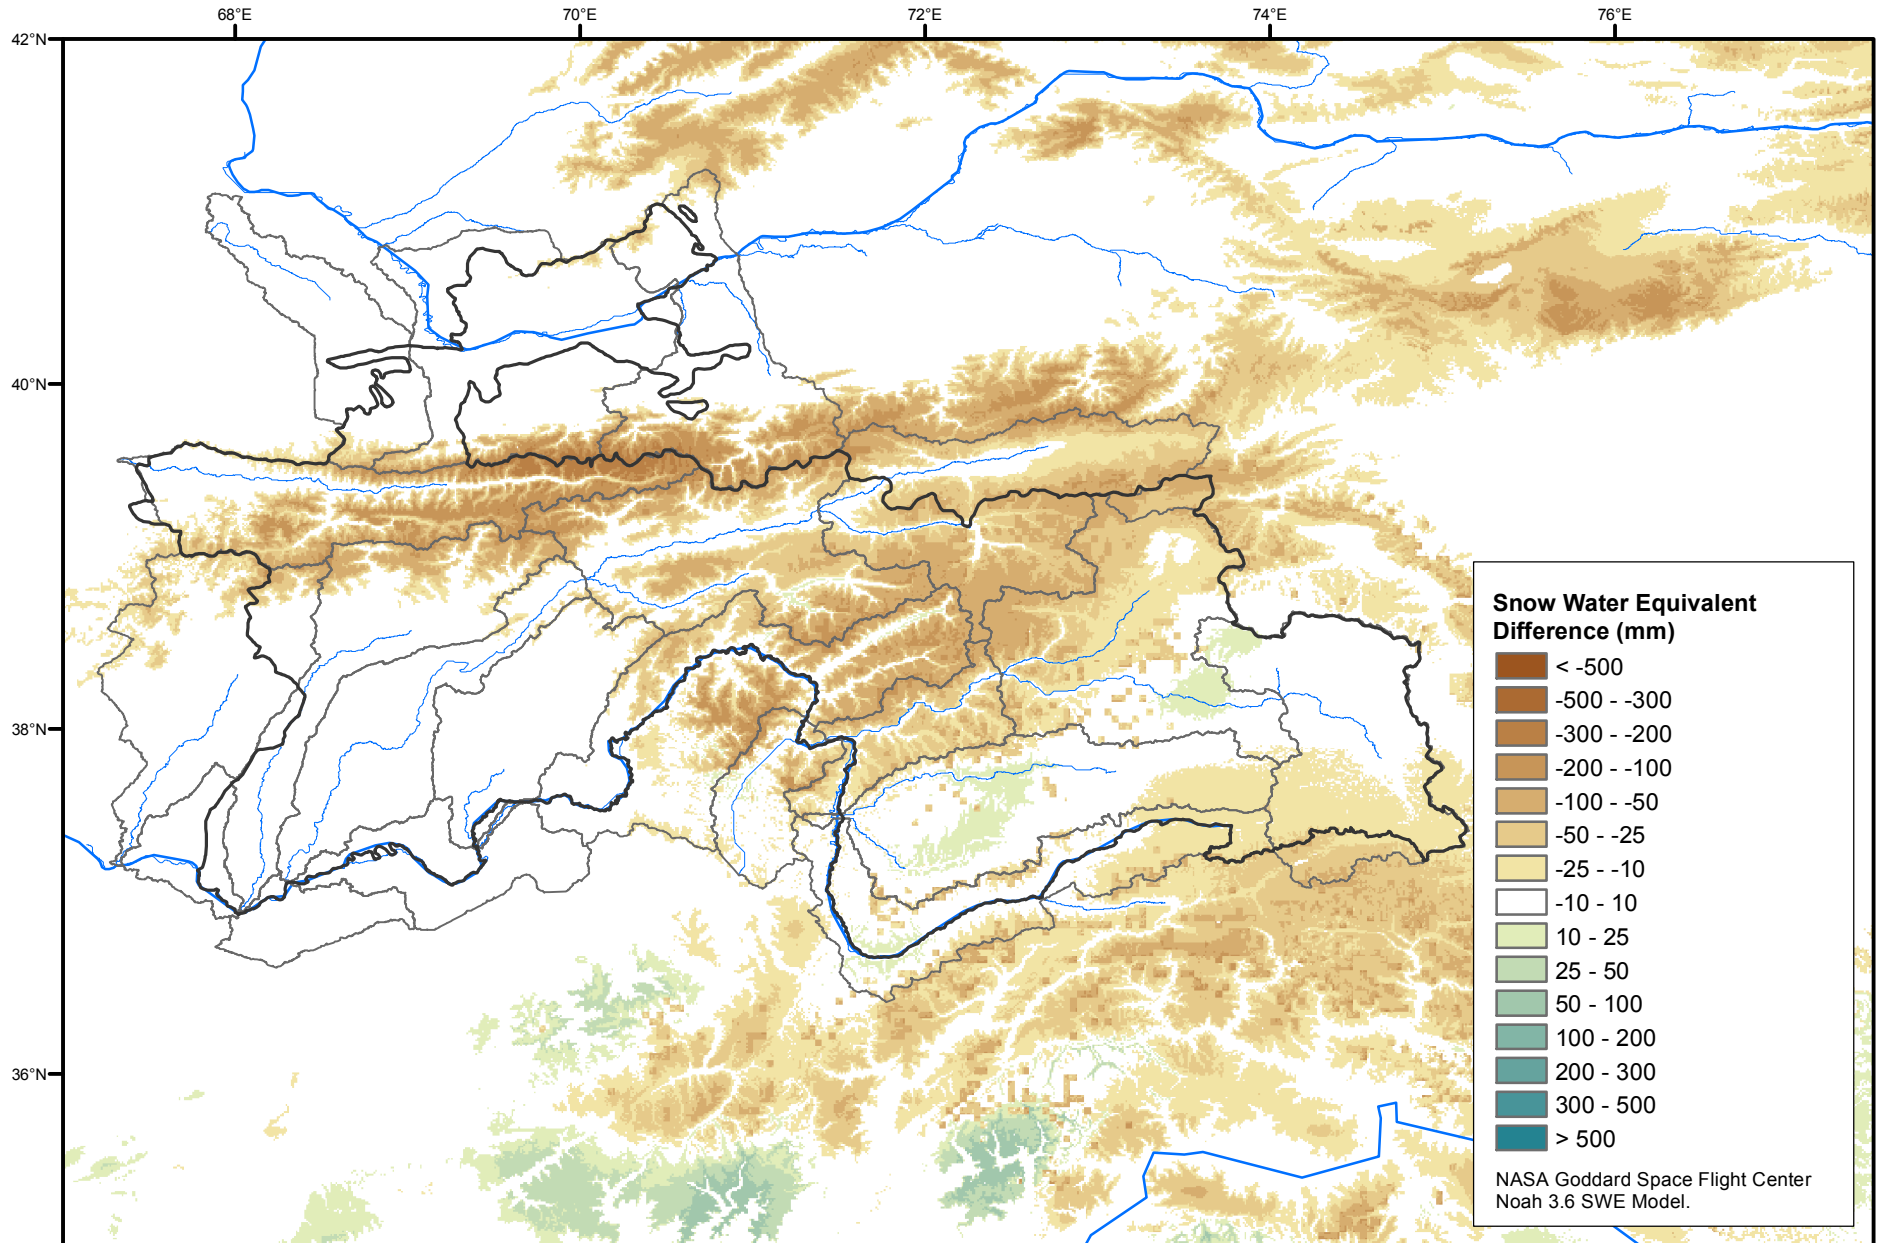 68°E 70°E 72°E 74°E 76°E
42°N
40°N
38°N
36°N
Snow Water Equivalent
Difference (mm)
< -500
-500 - -300
-300 - -200
-200 - -100
-100 - -50
-50 - -25
-25 - -10
-10 - 10
10 - 25
25 - 50
50 - 100
100 - 200
200 - 300
300 - 500
> 500
NASA Goddard Space Flight Center
Noah 3.6 SWE Model.